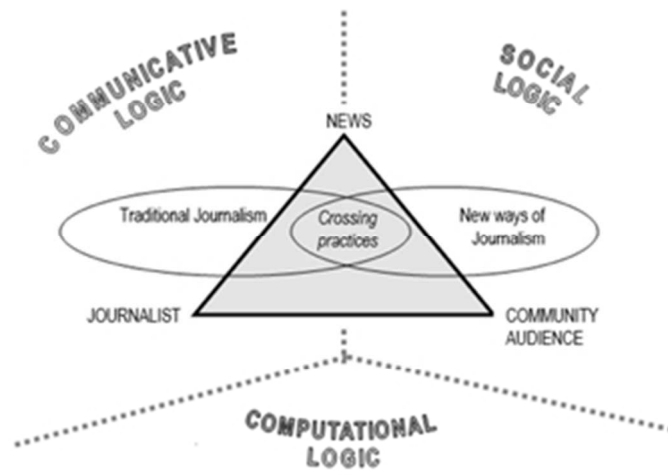 COMMUNICATIVE
LOGIC
SOCIAL
LOGIC
NEWS
Traditional Journalism
Crossing
practices
New ways of
Journalism
JOURNALIST
COMMUNITY
AUDIENCE
COMPUTATIONAL
LOGIC